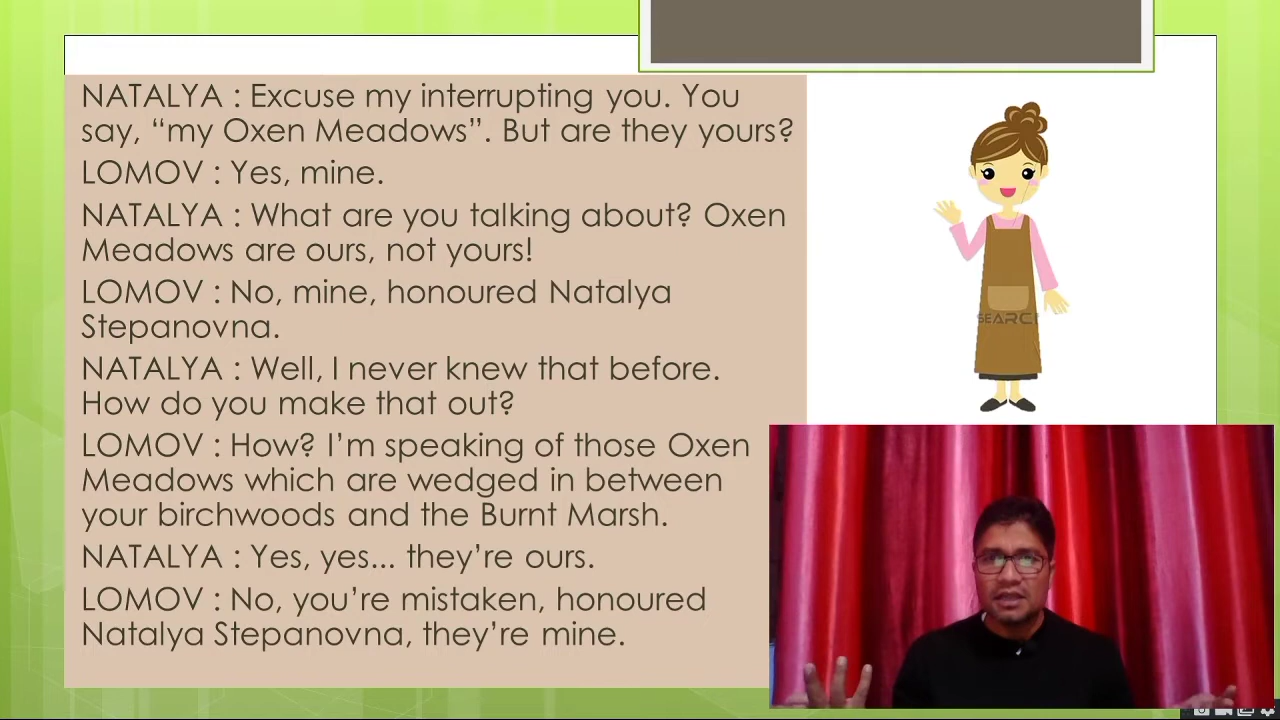 NATALYA : Excuse my interrupting you. You
say, “my Oxen Meadows”. But are they yours?
LOMOV : Yes, mine.
NATALYA : What are you talking about? Oxen
Meadows are ours, not yours!
LOMOV : No, mine, honoured Natalya
Stepanovna.
NATALYA : Well, I never knew that before.
How do you make that out?
LOMOV : How? I’m speaking of those Oxen
Meadows which are wedged in between
your birchwoods and the Burnt Marsh.
NATALYA : Yes, yes... they’re ours.
LOMOV : No, you’re mistaken, honoured
Natalya Stepanovna, they’re mine.